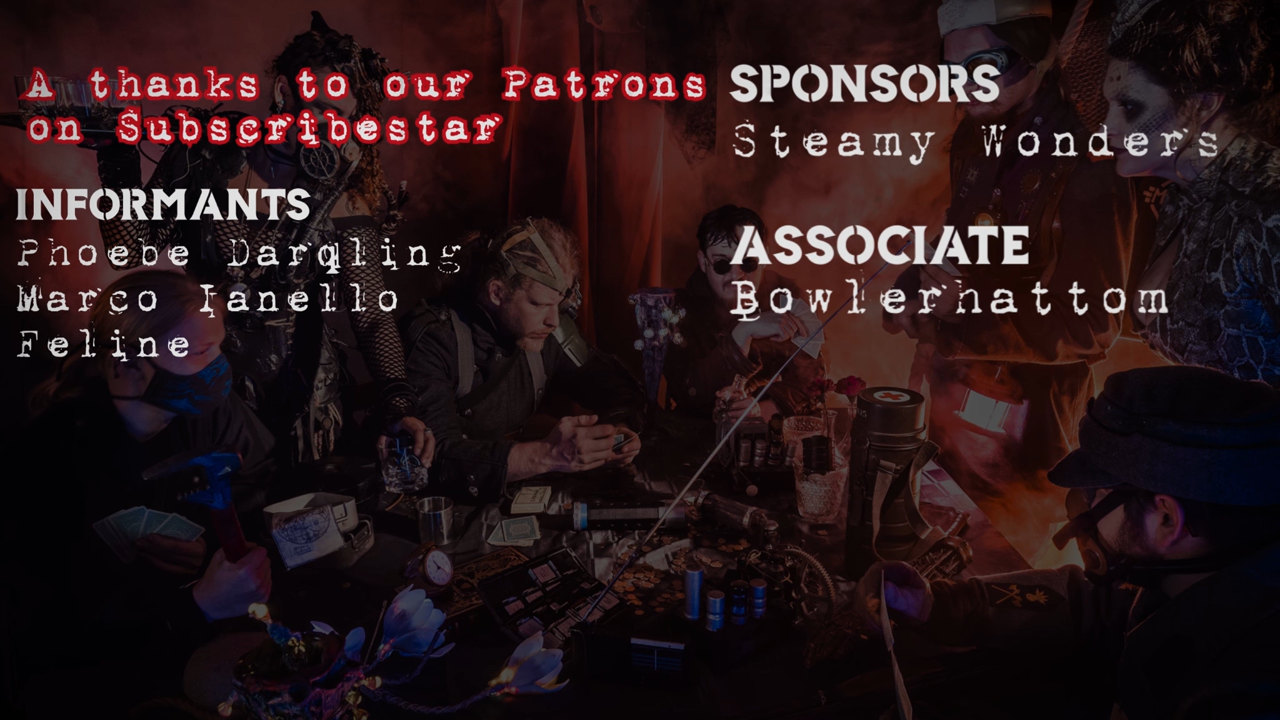 A thanks to our Patrons
on Subscribestar
INFORMANTS
Phoebe Darqling
Marco Ianello
Feline
SPONSORS
Steamy Wonders
ASSOCIATE
Bowlerhattom